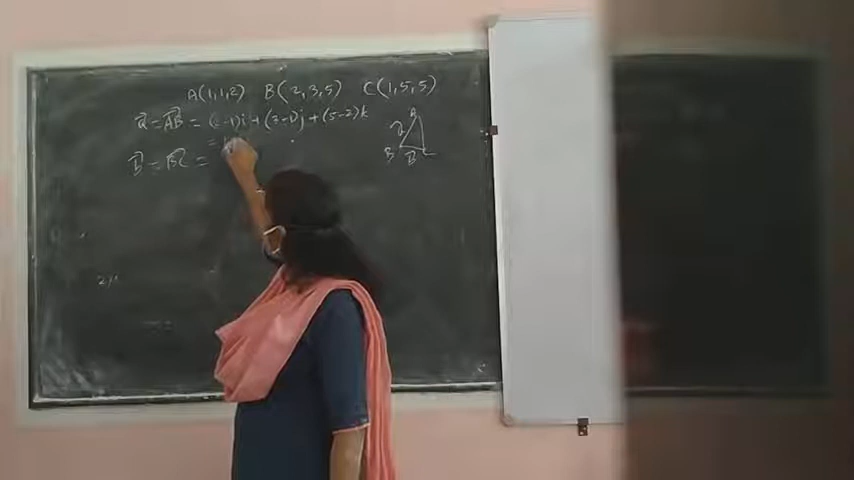 A(1,1,2) B(2,3,5) C(1,5,5)
a⃗ = AB⃗ = (2-1)i + (3-1)j + (5-2)k
=
b⃗ = BC⃗ =
A
a⃗
B b⃗ C